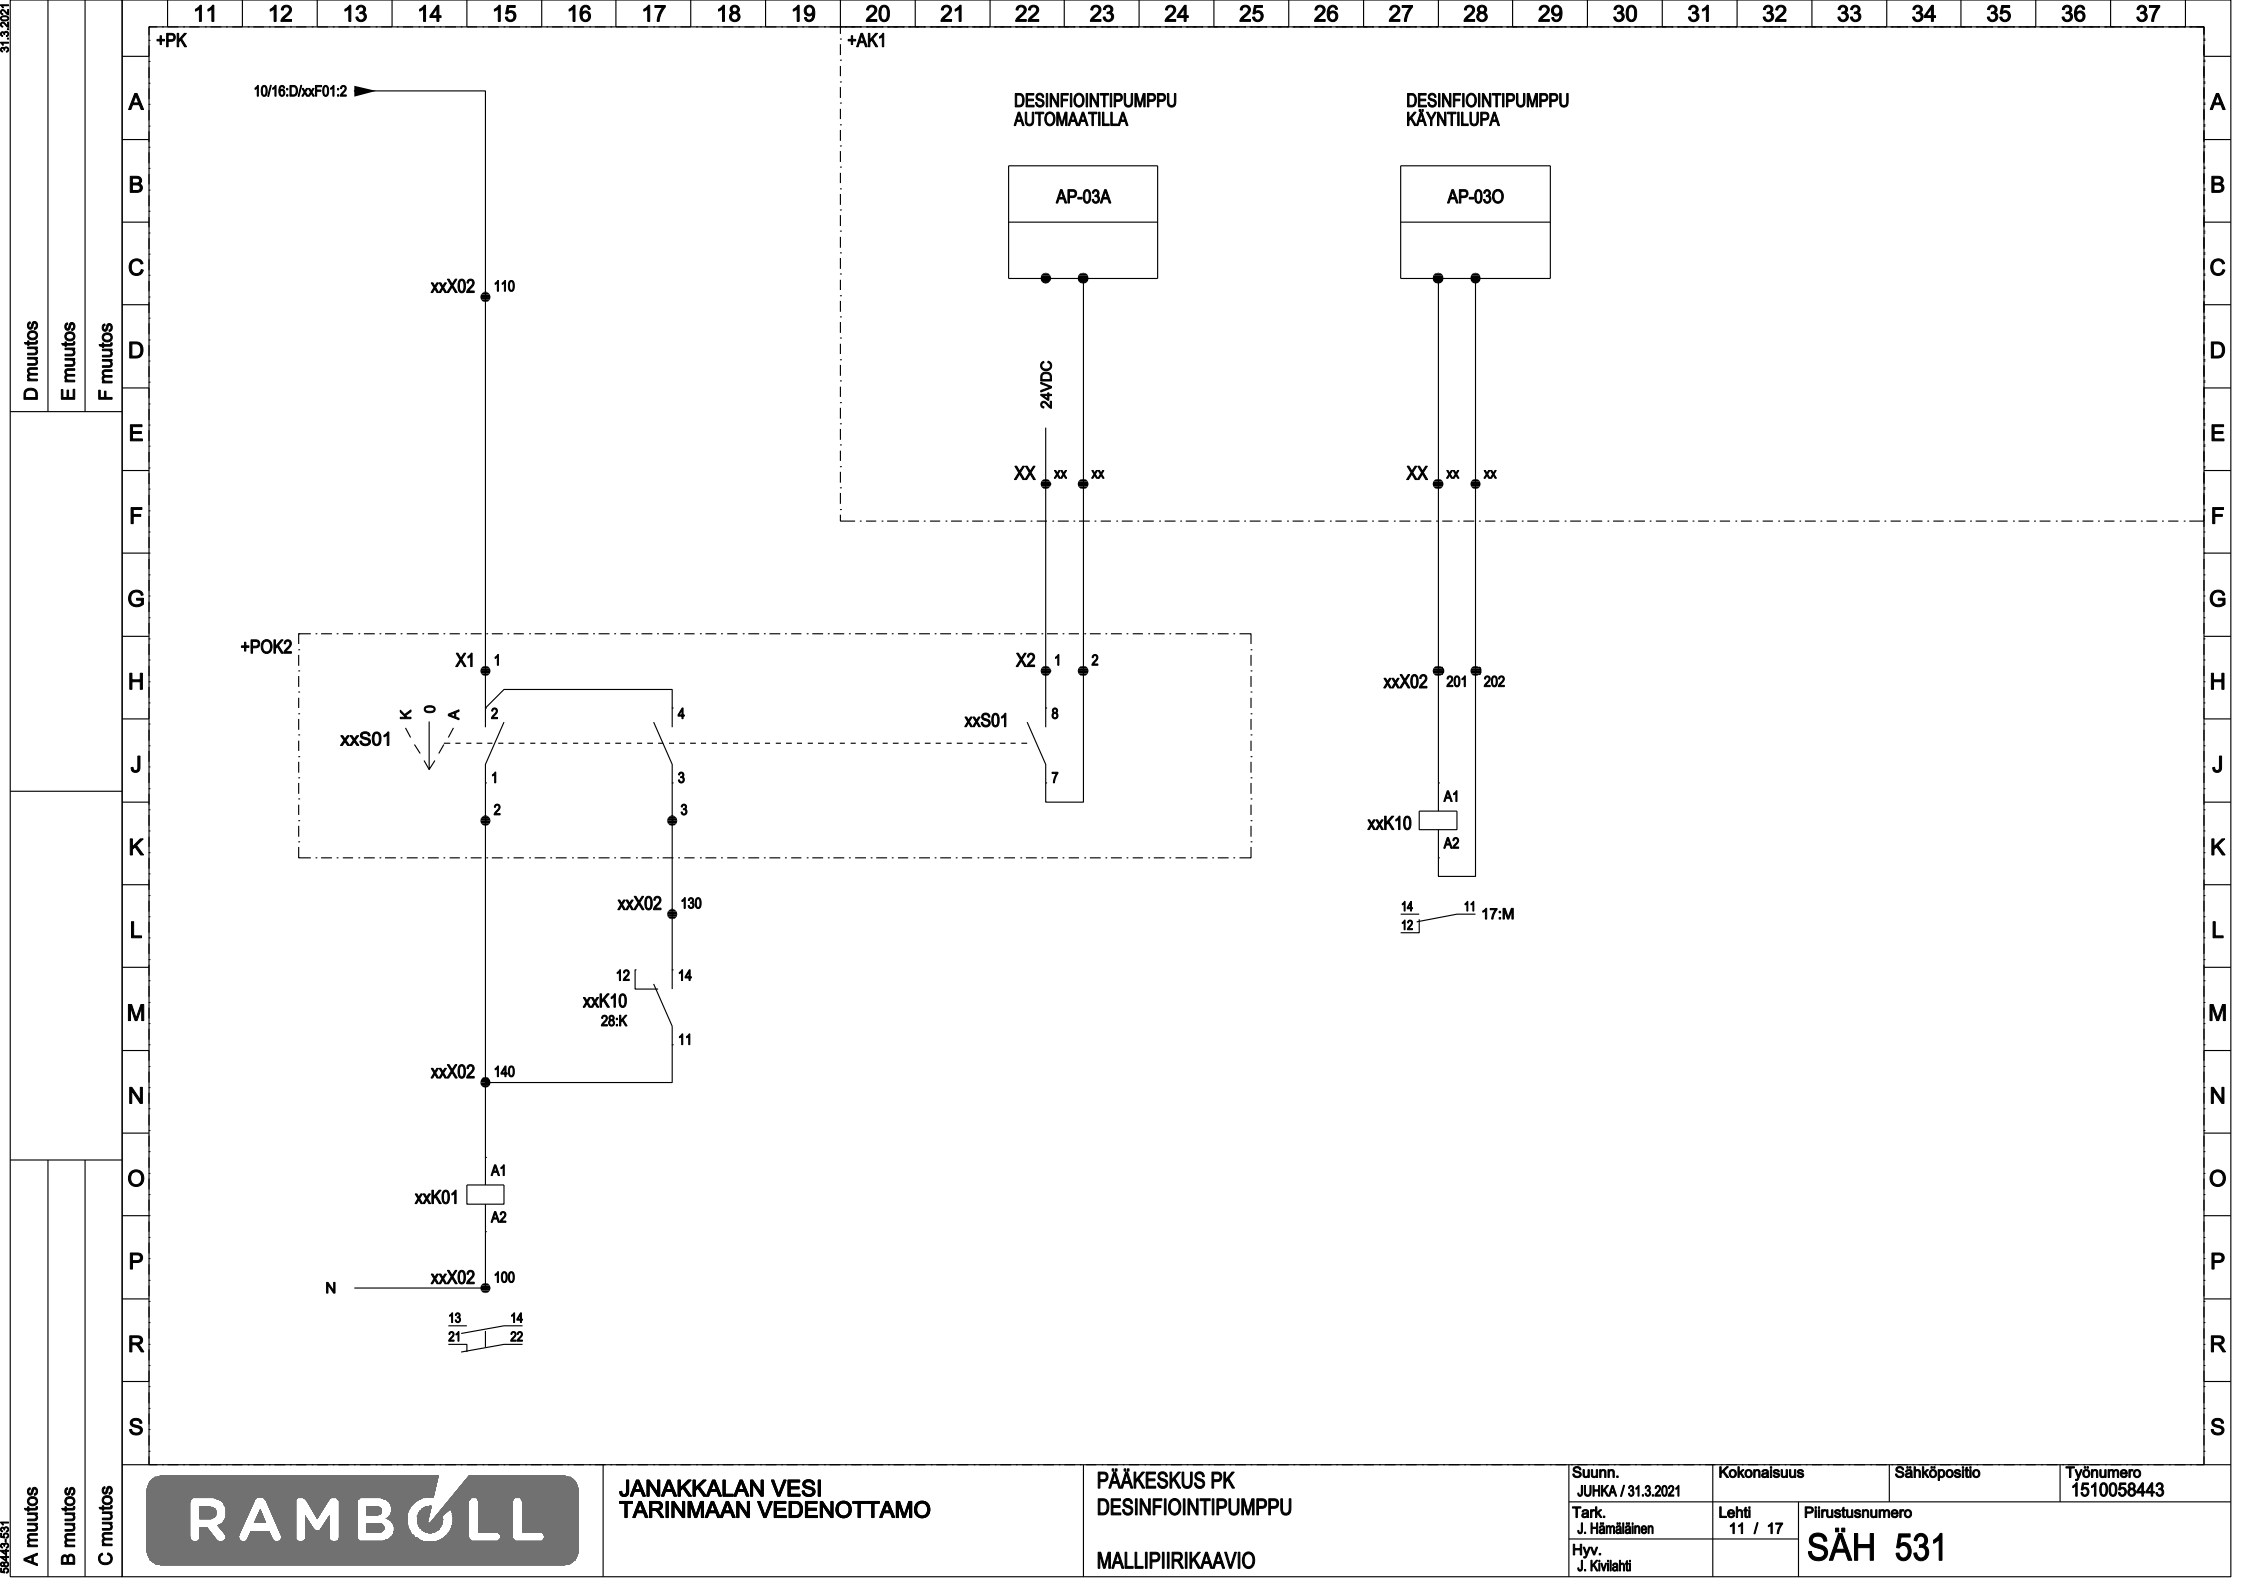 31.3.2021
11 12 13 14 15 16 17 18 19 20 21 22 23 24 25 26 27 28 29 30 31 32 33 34 35 36 37
+PK
+AK1
10/16:D/xxF01:2
DESINFIOINTIPUMPPU
AUTOMAATILLA
DESINFIOINTIPUMPPU
KÄYNTILUPA
A A
B B
AP-03A
AP-03O
C C
xxX02 110
D muutos
E muutos
F muutos
D D
24VDC
E E
XX xx xx
XX xx xx
F F
G G
+POK2
X1 1
X2 1 2
H H
xxX02 201 202
K 0 A
2 4
8
xxS01
xxS01
J J
1 3 7
2 3
A1
xxK10
A2
K K
xxX02 130
14 11 17:M
12
L L
12 14
xxK10
28:K
M M
11
xxX02 140
N N
A1
O O
xxK01
A2
P P
xxX02 100
N
13 14
21 22
R R
S S
A muutos
B muutos
C muutos
58443-531
RAMBOLL
JANAKKALAN VESI
TARINMAAN VEDENOTTAMO
PÄÄKESKUS PK
DESINFIOINTIPUMPPU
MALLIPIIRIKAAVIO
Suunn.
JUHKA / 31.3.2021
Kokonaisuus
Sähköpositio
Työnumero
1510058443
Tark.
J. Hämäläinen
Lehti
11 / 17
Piirustusnumero
SÄH 531
Hyv.
J. Kivilahti